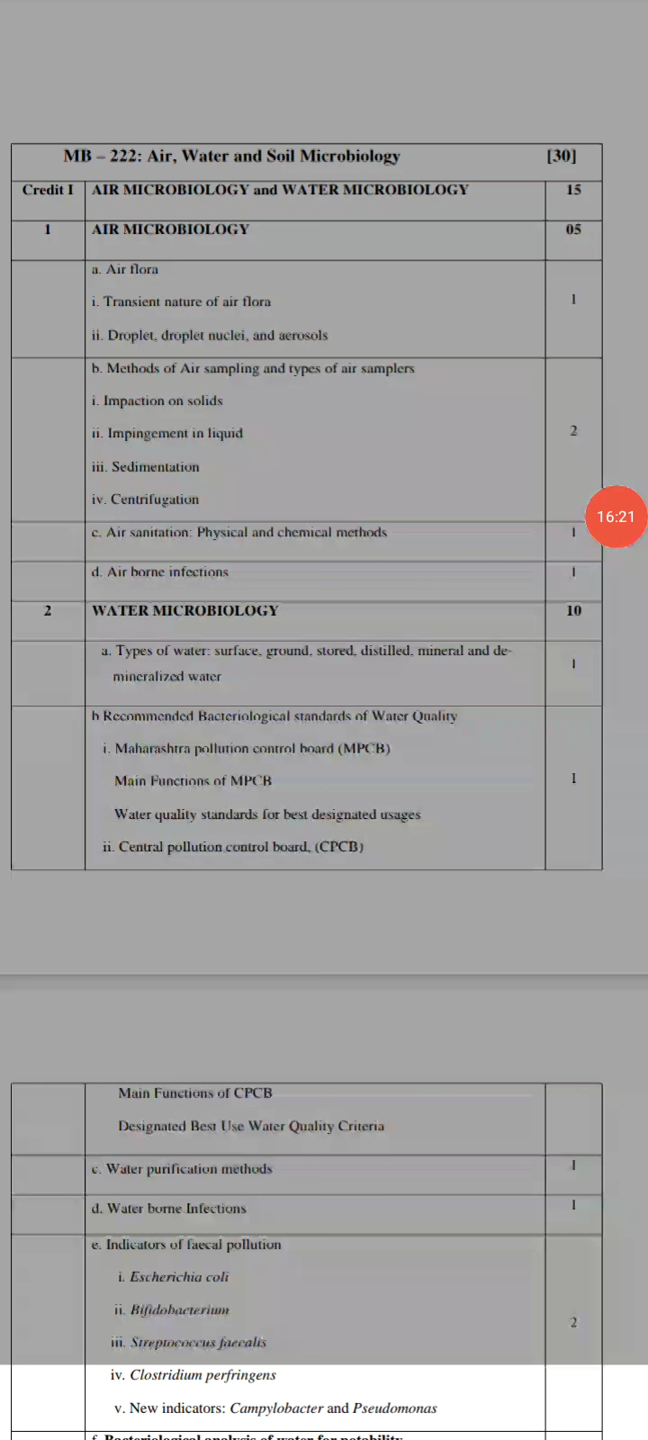 MB – 222: Air, Water and Soil Microbiology [30]
Credit I AIR MICROBIOLOGY and WATER MICROBIOLOGY 15
1 AIR MICROBIOLOGY 05
a. Air flora
i. Transient nature of air flora
1
ii. Droplet, droplet nuclei, and aerosols
b. Methods of Air sampling and types of air samplers
i. Impaction on solids
ii. Impingement in liquid
2
iii. Sedimentation
iv. Centrifugation
16:21
c. Air sanitation: Physical and chemical methods 1
d. Air borne infections 1
2 WATER MICROBIOLOGY 10
a. Types of water: surface, ground, stored, distilled, mineral and de-
mineralized water
1
b Recommended Bacteriological standards of Water Quality
i. Maharashtra pollution control board (MPCB)
Main Functions of MPCB
1
Water quality standards for best designated usages
ii. Central pollution control board, (CPCB)
Main Functions of CPCB
Designated Best Use Water Quality Criteria
c. Water purification methods 1
d. Water borne Infections 1
e. Indicators of faecal pollution
i. Escherichia coli
ii. Bifidobacterium
2
iii. Streptococcus faecalis
iv. Clostridium perfringens
v. New indicators: Campylobacter and Pseudomonas
f. Bacteriological analysis of water for potability